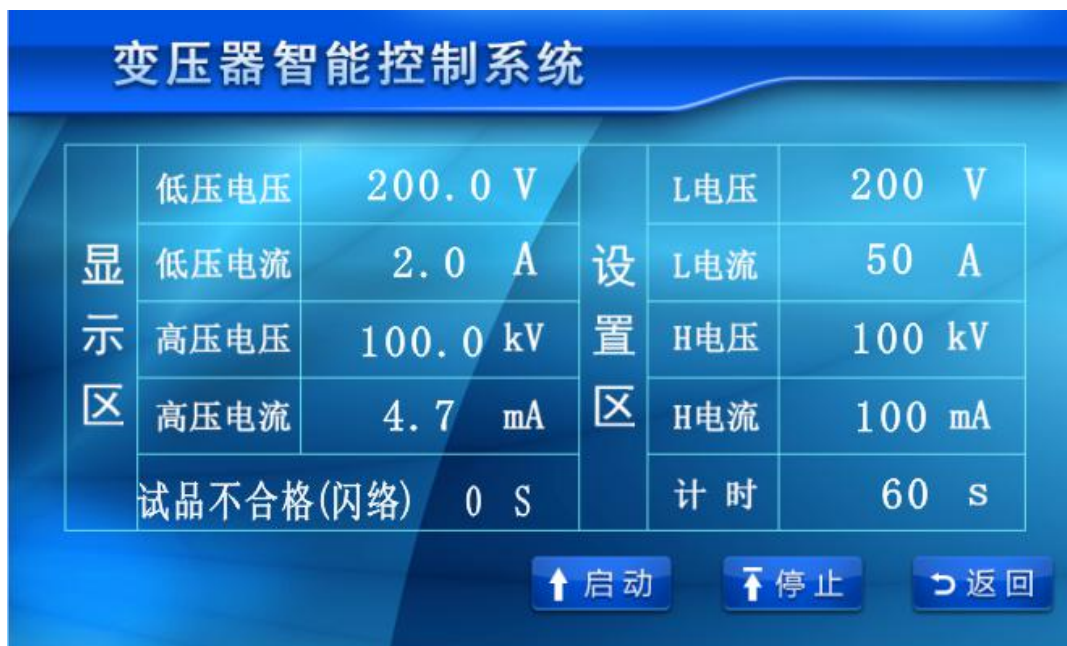 变压器智能控制系统
显示区
低压电压 200.0 V
低压电流 2.0 A
高压电压 100.0 kV
高压电流 4.7 mA
试品不合格(闪络) 0 S
设置区
L电压 200 V
L电流 50 A
H电压 100 kV
H电流 100 mA
计时 60 s
启动 停止 返回